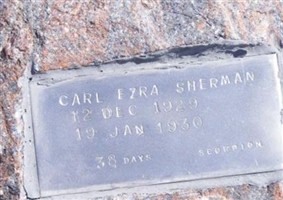 CARL EZRA SHERMAN
12 DEC 1929
19 JAN 1930
38 DAYS SCORPION